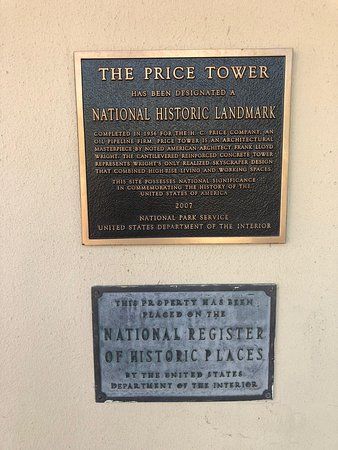 THE PRICE TOWER
HAS BEEN DESIGNATED A
NATIONAL HISTORIC LANDMARK
COMPLETED IN 1956 FOR THE H. C. PRICE COMPANY, AN
OIL PIPELINE FIRM, PRICE TOWER IS AN ARCHITECTURAL
MASTERPIECE BY NOTED AMERICAN ARCHITECT, FRANK LLOYD
WRIGHT. THE CANTILEVERED REINFORCED CONCRETE TOWER
REPRESENTS WRIGHT'S ONLY REALIZED SKYSCRAPER DESIGN
THAT COMBINED HIGH-RISE LIVING AND WORKING SPACES.
THIS SITE POSSESSES NATIONAL SIGNIFICANCE
IN COMMEMORATING THE HISTORY OF THE
UNITED STATES OF AMERICA
2007
NATIONAL PARK SERVICE
UNITED STATES DEPARTMENT OF THE INTERIOR
THIS PROPERTY HAS BEEN
PLACED ON THE
NATIONAL REGISTER
OF HISTORIC PLACES
BY THE UNITED STATES
DEPARTMENT OF THE INTERIOR